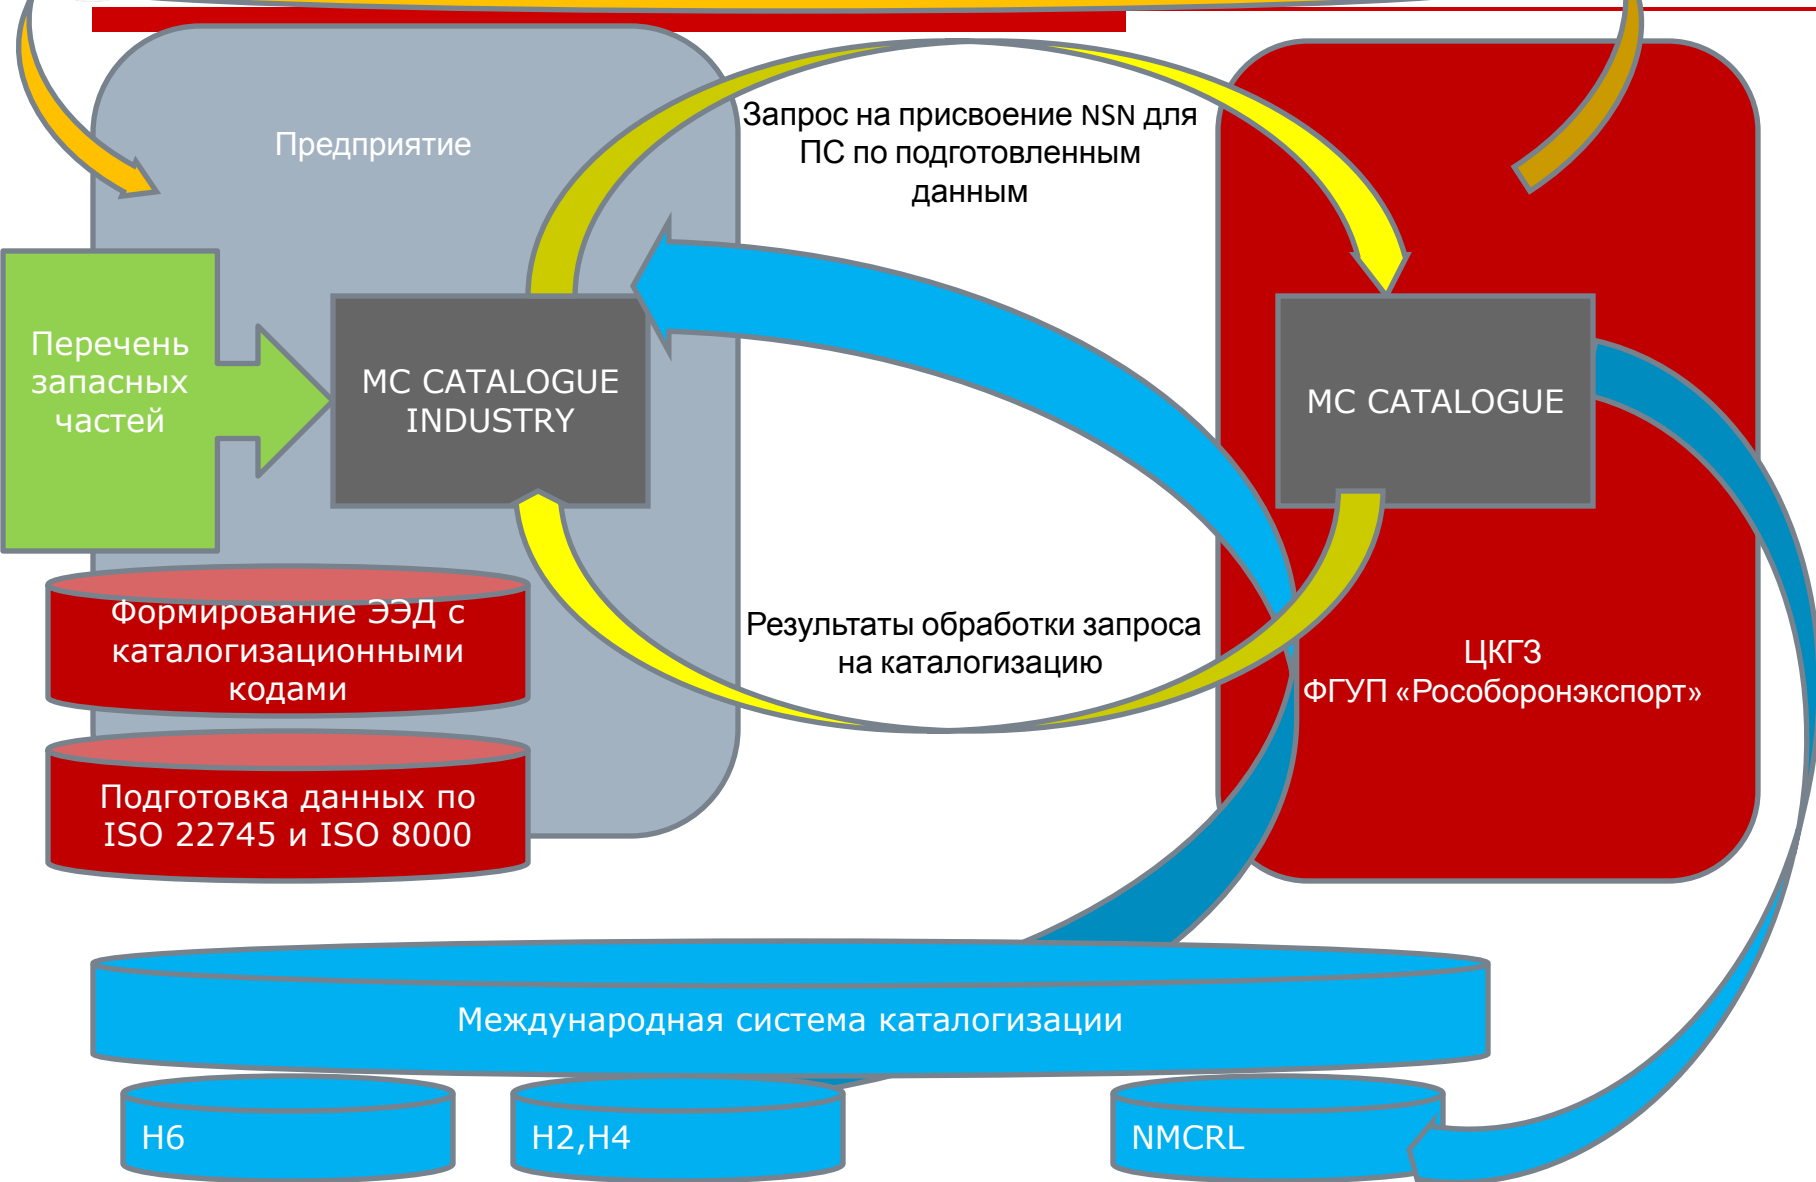 Предприятие
Запрос на присвоение NSN для
ПС по подготовленным
данным
Перечень
запасных
частей
MC CATALOGUE
INDUSTRY
MC CATALOGUE
Формирование ЭЭД с
каталогизационными
кодами
Результаты обработки запроса
на каталогизацию
ЦКГЗ
ФГУП «Рособоронэкспорт»
Подготовка данных по
ISO 22745 и ISO 8000
Международная система каталогизации
H6
H2,H4
NMCRL